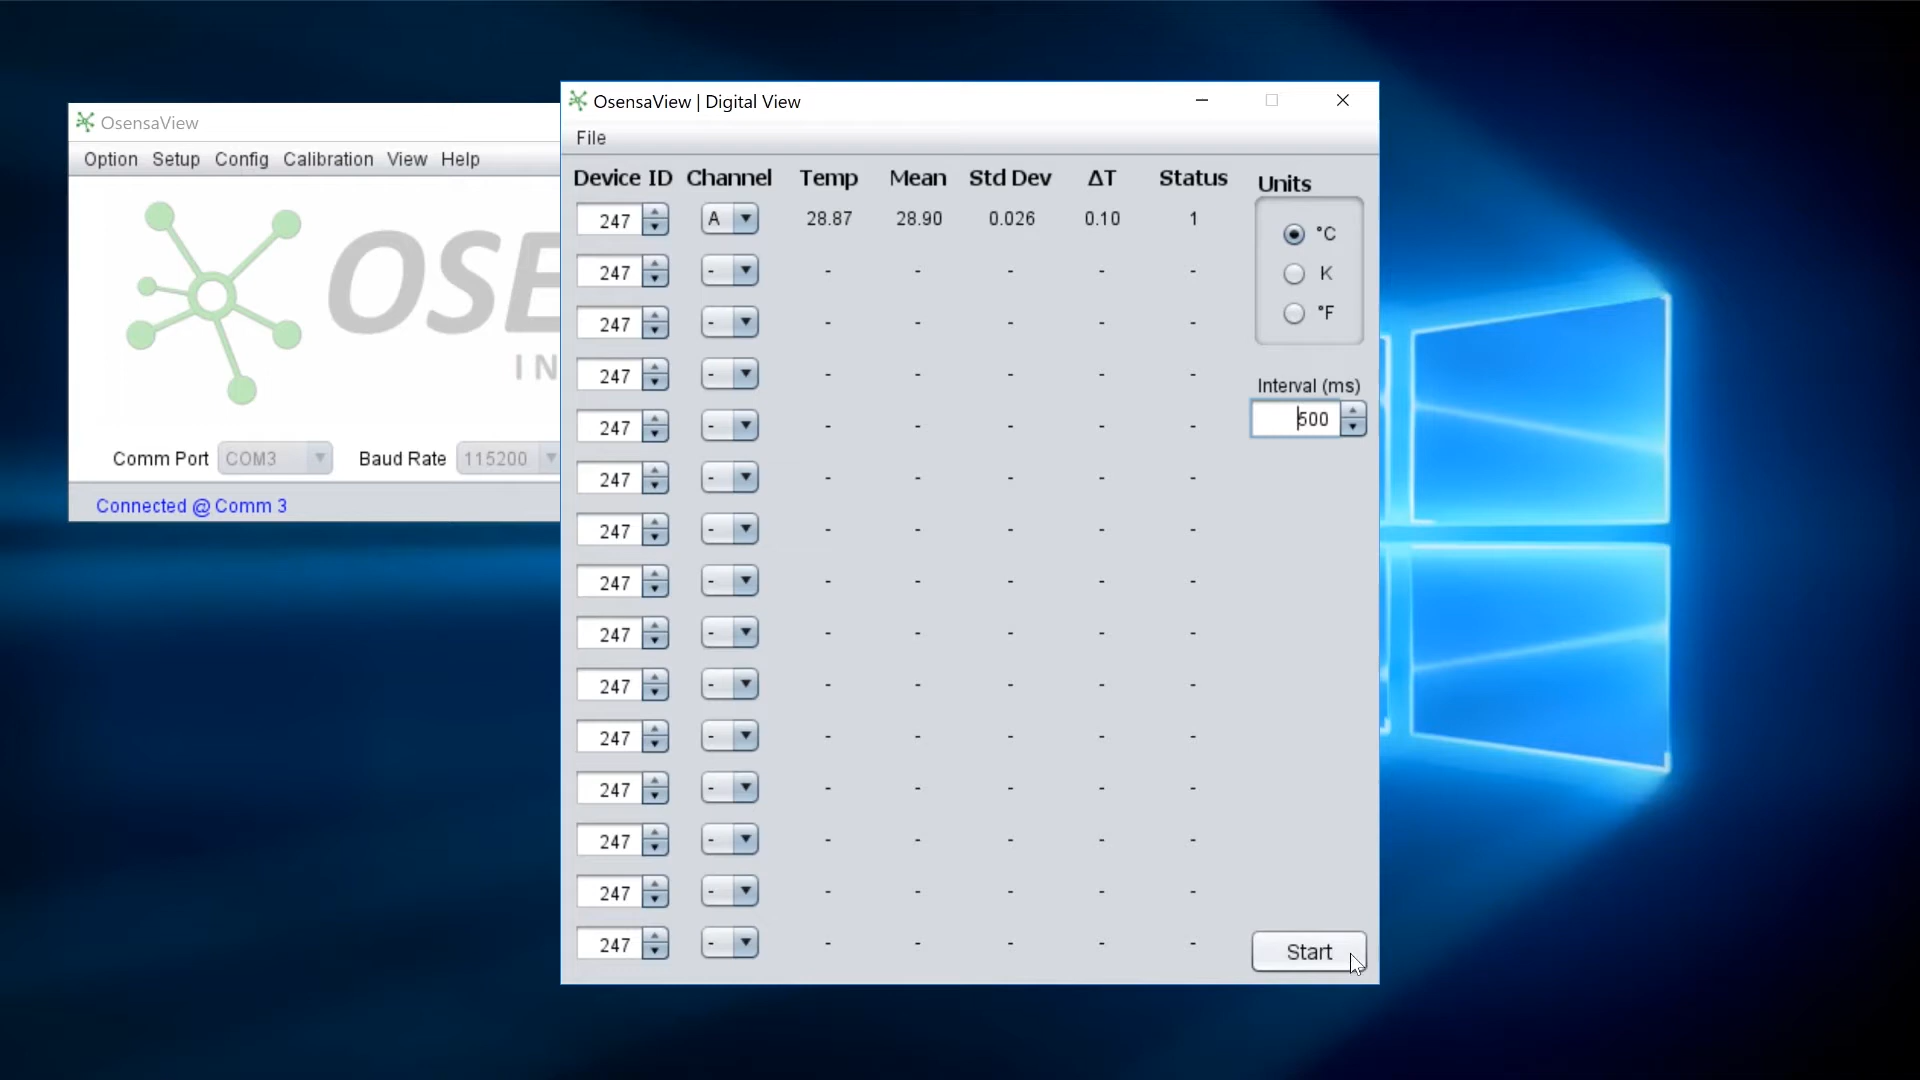 OsensaView
Option Setup Config Calibration View Help
OSE
IN
Comm Port COM3 Baud Rate 115200
Connected @ Comm 3
OsensaView | Digital View
File
Device ID Channel Temp Mean Std Dev ΔT Status Units
247 A 28.87 28.90 0.026 0.10 1
°C
247 - - - - - -
K
247 - - - - - -
°F
247 - - - - - -
Interval (ms)
500
247 - - - - - -
247 - - - - - -
247 - - - - - -
247 - - - - - -
247 - - - - - -
247 - - - - - -
247 - - - - - -
247 - - - - - -
247 - - - - - -
247 - - - - - -
247 - - - - - -
Start